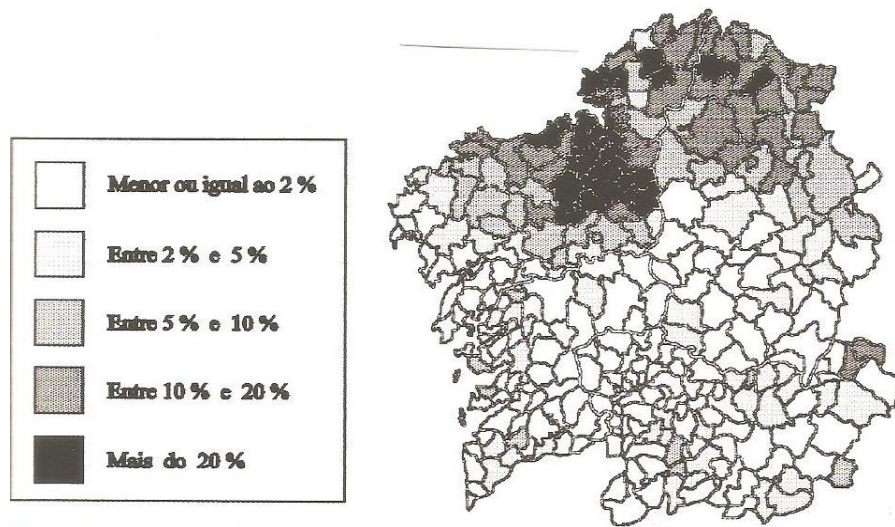 Menor ou igual ao 2 %
Entre 2 % e 5 %
Entre 5 % e 10 %
Entre 10 % e 20 %
Mais do 20 %